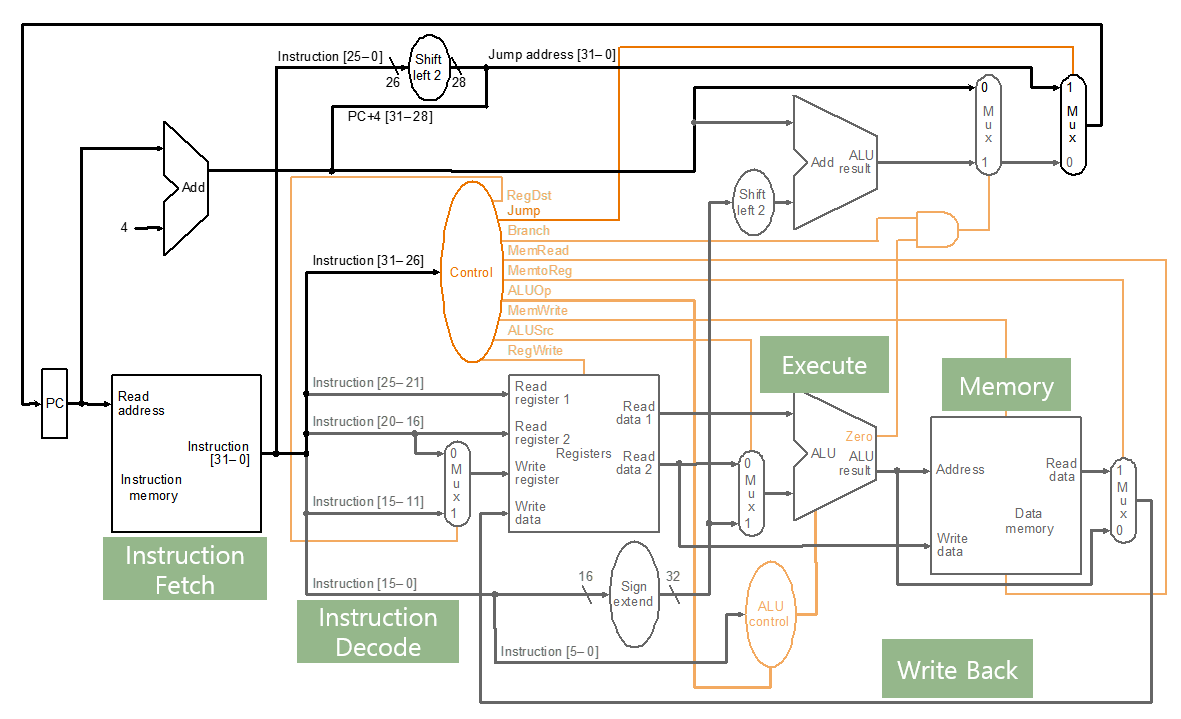 Instruction [25–0]
26
Shift
left 2
28
Jump address [31–0]
PC+4 [31–28]
Add
4
0
M
u
x
1
1
M
u
x
0
Add
ALU
result
Shift
left 2
RegDst
Jump
Branch
MemRead
MemtoReg
ALUOp
MemWrite
ALUSrc
RegWrite
Control
Instruction [31–26]
PC
Read
address
Instruction
[31–0]
Instruction
memory
Instruction
Fetch
Instruction [25–21]
Instruction [20–16]
Instruction [15–11]
0
M
u
x
1
Read
register 1
Read
register 2
Write
register
Write
data
Registers
Read
data 1
Read
data 2
0
M
u
x
1
Execute
Zero
ALU
ALU
result
Memory
Address
Write
data
Read
data
Data
memory
1
M
u
x
0
Instruction [15–0]
16
Sign
extend
32
ALU
control
Instruction [5–0]
Instruction
Decode
Write Back